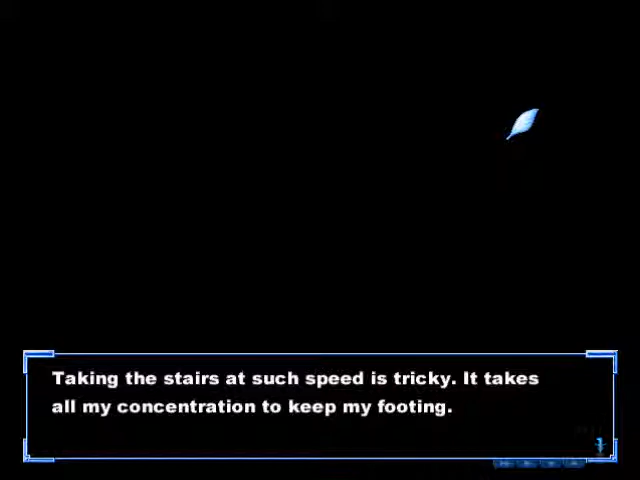 Taking the stairs at such speed is tricky. It takes
all my concentration to keep my footing.